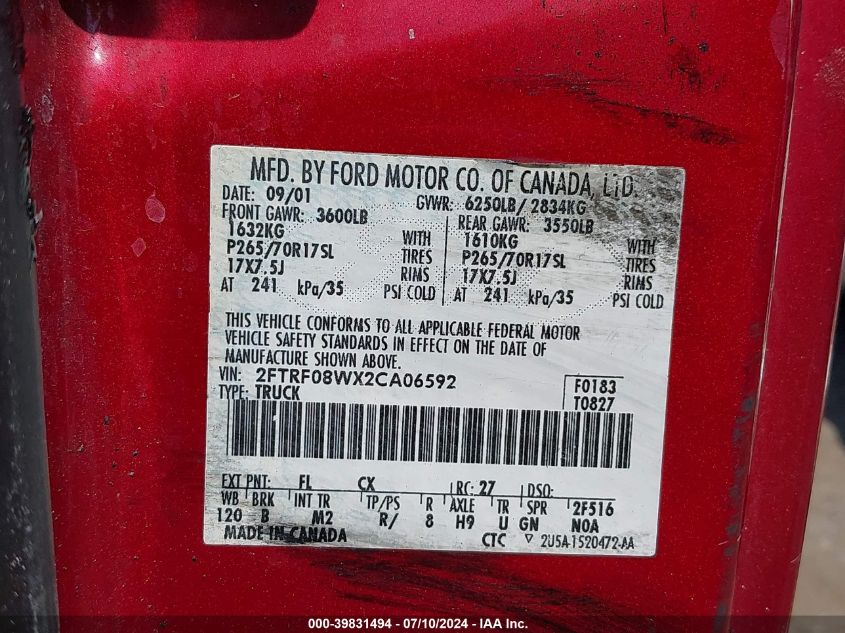 MFD. BY FORD MOTOR CO. OF CANADA, LTD.
DATE: 09/01 GVWR: 6250LB/ 2834KG
FRONT GAWR: 3600LB REAR GAWR: 3550LB
1632KG WITH 1610KG WITH
P265/70R17SL TIRES P265/70R17SL TIRES
17X7.5J RIMS 17X7.5J RIMS
AT 241 kPa/35 PSI COLD AT 241 kPa/35 PSI COLD
THIS VEHICLE CONFORMS TO ALL APPLICABLE FEDERAL MOTOR
VEHICLE SAFETY STANDARDS IN EFFECT ON THE DATE OF
MANUFACTURE SHOWN ABOVE.
VIN: 2FTRF08WX2CA06592 F0183
TYPE: TRUCK T0827
EXT PNT: FL CX RC: 27 DSO:
WB BRK INT TR TP/PS R AXLE TR SPR 2F516
120 B M2 R/ 8 H9 U GN N0A
MADE IN CANADA CTC 2U5A-1520472-AA
000-39831494 - 07/10/2024 - IAA Inc.